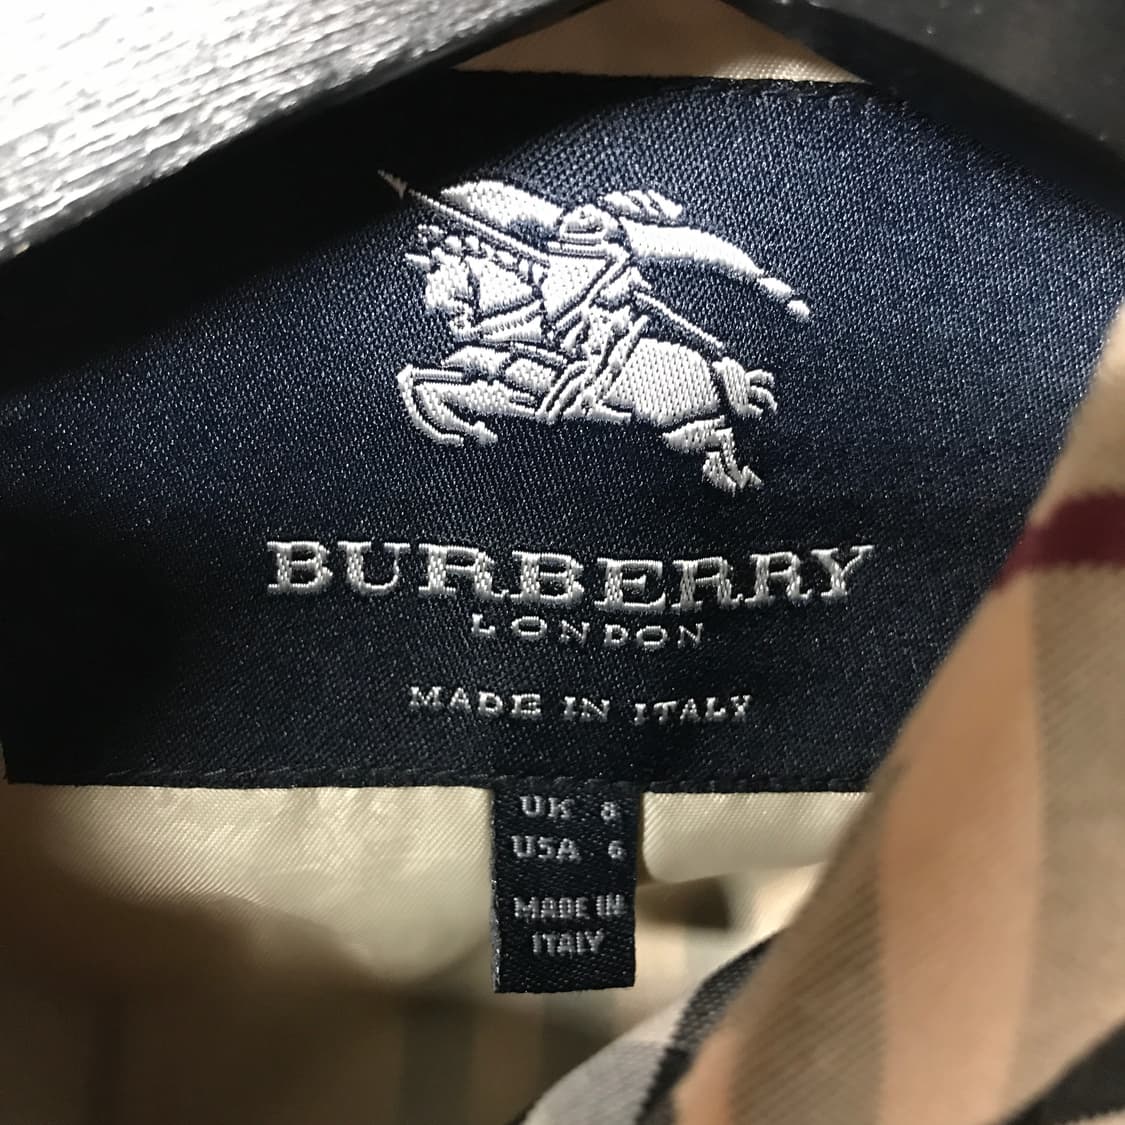 BURBERRY
LONDON
MADE IN ITALY
UK 8
USA 6
MADE IN
ITALY